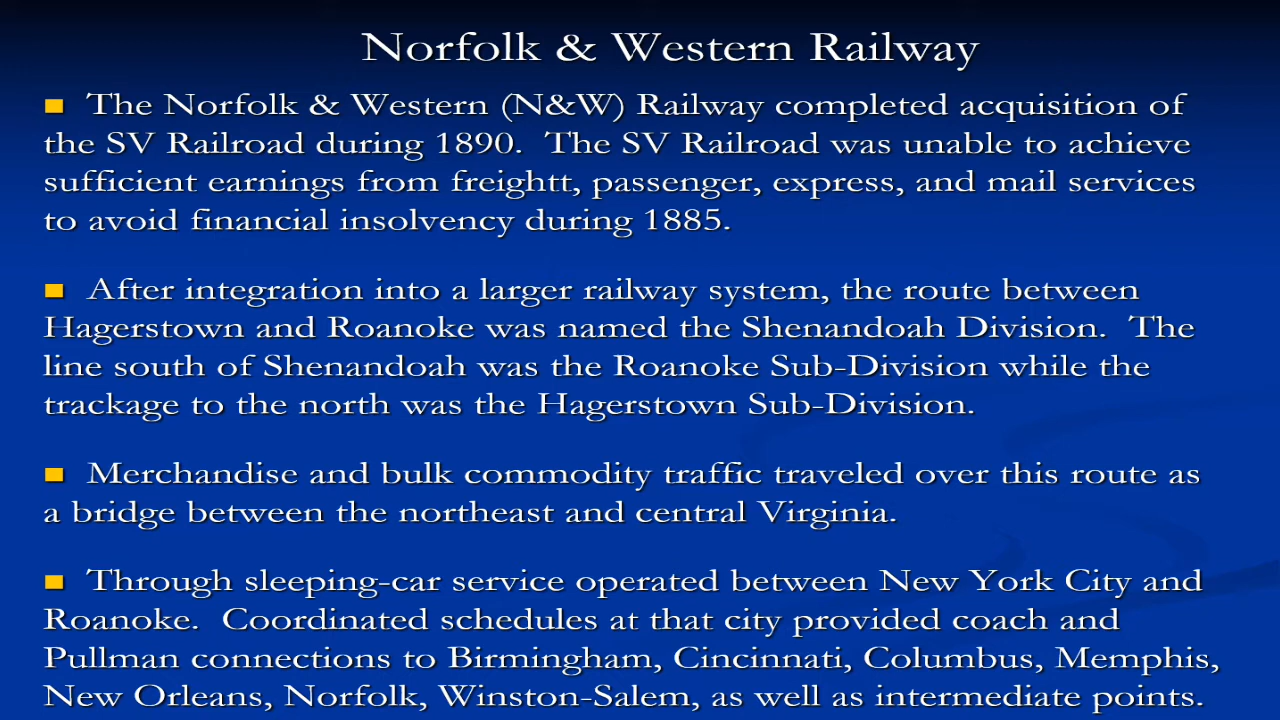 Norfolk & Western Railway
■ The Norfolk & Western (N&W) Railway completed acquisition of
the SV Railroad during 1890.  The SV Railroad was unable to achieve
sufficient earnings from freightt, passenger, express, and mail services
to avoid financial insolvency during 1885.
■ After integration into a larger railway system, the route between
Hagerstown and Roanoke was named the Shenandoah Division.  The
line south of Shenandoah was the Roanoke Sub-Division while the
trackage to the north was the Hagerstown Sub-Division.
■ Merchandise and bulk commodity traffic traveled over this route as
a bridge between the northeast and central Virginia.
■ Through sleeping-car service operated between New York City and
Roanoke.  Coordinated schedules at that city provided coach and
Pullman connections to Birmingham, Cincinnati, Columbus, Memphis,
New Orleans, Norfolk, Winston-Salem, as well as intermediate points.